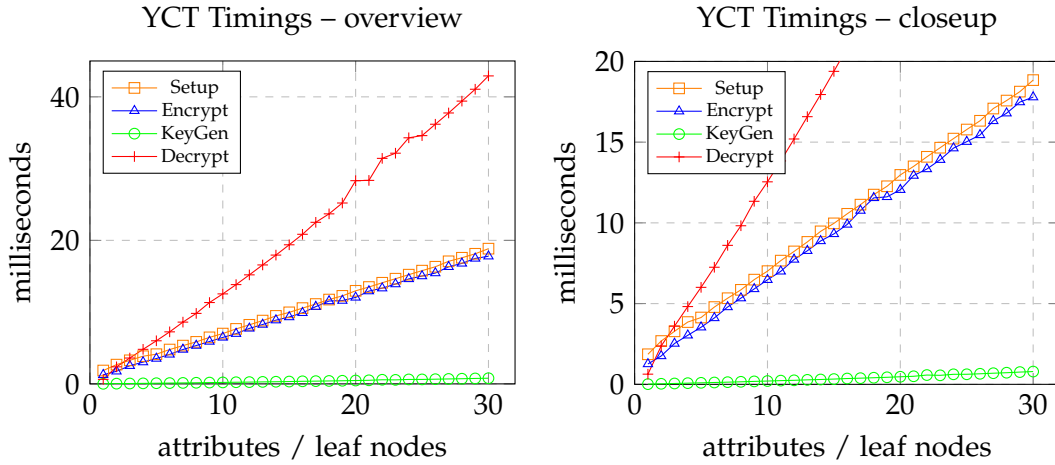 YCT Timings – overview
Setup
Encrypt
KeyGen
Decrypt
40
20
0
0
10
20
30
milliseconds
attributes / leaf nodes
YCT Timings – closeup
Setup
Encrypt
KeyGen
Decrypt
20
15
10
5
0
0
10
20
30
milliseconds
attributes / leaf nodes